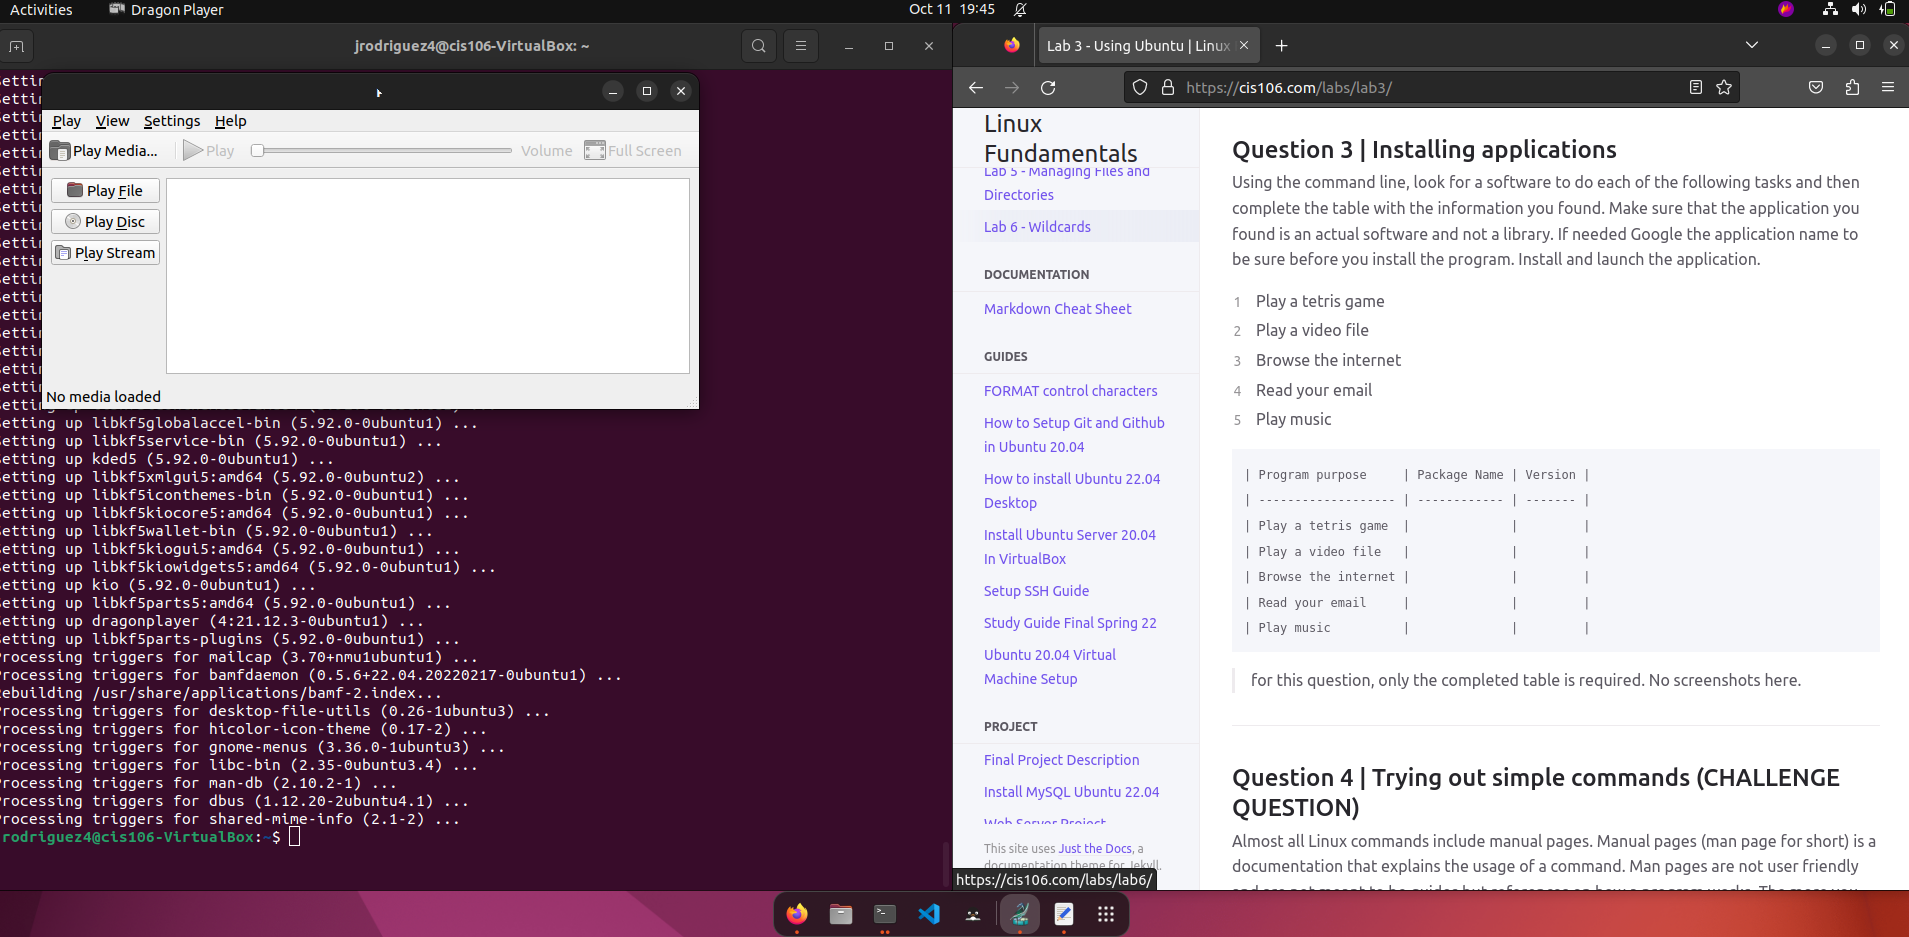 Activities
Dragon Player
Oct 11 19:45
jrodriguez4@cis106-VirtualBox: ~
Play View Settings Help
Play Media...
Play
Volume
Full Screen
Play File
Play Disc
Play Stream
No media loaded
etting up libkf5globalaccel-bin (5.92.0-0ubuntu1) ...
etting up libkf5service-bin (5.92.0-0ubuntu1) ...
etting up kded5 (5.92.0-0ubuntu1) ...
etting up libkf5xmlgui5:amd64 (5.92.0-0ubuntu2) ...
etting up libkf5iconthemes-bin (5.92.0-0ubuntu1) ...
etting up libkf5kiocore5:amd64 (5.92.0-0ubuntu1) ...
etting up libkf5wallet-bin (5.92.0-0ubuntu1) ...
etting up libkf5kiogui5:amd64 (5.92.0-0ubuntu1) ...
etting up libkf5kiowidgets5:amd64 (5.92.0-0ubuntu1) ...
etting up kio (5.92.0-0ubuntu1) ...
etting up libkf5parts5:amd64 (5.92.0-0ubuntu1) ...
etting up dragonplayer (4:21.12.3-0ubuntu1) ...
etting up libkf5parts-plugins (5.92.0-0ubuntu1) ...
rocessing triggers for mailcap (3.70+nmu1ubuntu1) ...
rocessing triggers for bamfdaemon (0.5.6+22.04.20220217-0ubuntu1) ...
ebuilding /usr/share/applications/bamf-2.index...
rocessing triggers for desktop-file-utils (0.26-1ubuntu3) ...
rocessing triggers for hicolor-icon-theme (0.17-2) ...
rocessing triggers for gnome-menus (3.36.0-1ubuntu3) ...
rocessing triggers for libc-bin (2.35-0ubuntu3.4) ...
rocessing triggers for man-db (2.10.2-1) ...
rocessing triggers for dbus (1.12.20-2ubuntu4.1) ...
rocessing triggers for shared-mime-info (2.1-2) ...
rodriguez4@cis106-VirtualBox:~$
Lab 3 - Using Ubuntu | Linux
https://cis106.com/labs/lab3/
Linux
Fundamentals
Lab 5 - Managing Files and
Directories
Lab 6 - Wildcards
DOCUMENTATION
Markdown Cheat Sheet
GUIDES
FORMAT control characters
How to Setup Git and Github
in Ubuntu 20.04
How to install Ubuntu 22.04
Desktop
Install Ubuntu Server 20.04
In VirtualBox
Setup SSH Guide
Study Guide Final Spring 22
Ubuntu 20.04 Virtual
Machine Setup
PROJECT
Final Project Description
Install MySQL Ubuntu 22.04
Web Server Project
This site uses Just the Docs, a
documentation theme for Jekyll.
https://cis106.com/labs/lab6/
Question 3 | Installing applications
Using the command line, look for a software to do each of the following tasks and then
complete the table with the information you found. Make sure that the application you
found is an actual software and not a library. If needed Google the application name to
be sure before you install the program. Install and launch the application.
1 Play a tetris game
2 Play a video file
3 Browse the internet
4 Read your email
5 Play music
| Program purpose | Package Name | Version |
| ------------------- | ------------ | ------- |
| Play a tetris game | | |
| Play a video file | | |
| Browse the internet | | |
| Read your email | | |
| Play music | | |
for this question, only the completed table is required. No screenshots here.
Question 4 | Trying out simple commands (CHALLENGE
QUESTION)
Almost all Linux commands include manual pages. Manual pages (man page for short) is a
documentation that explains the usage of a command. Man pages are not user friendly